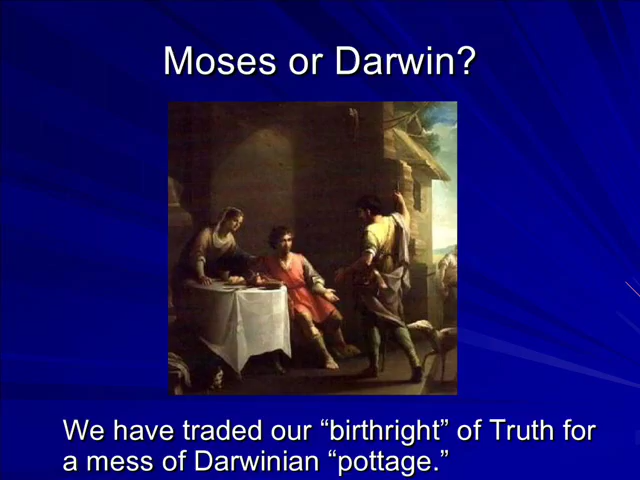 Moses or Darwin?
We have traded our “birthright” of Truth for
a mess of Darwinian “pottage.”